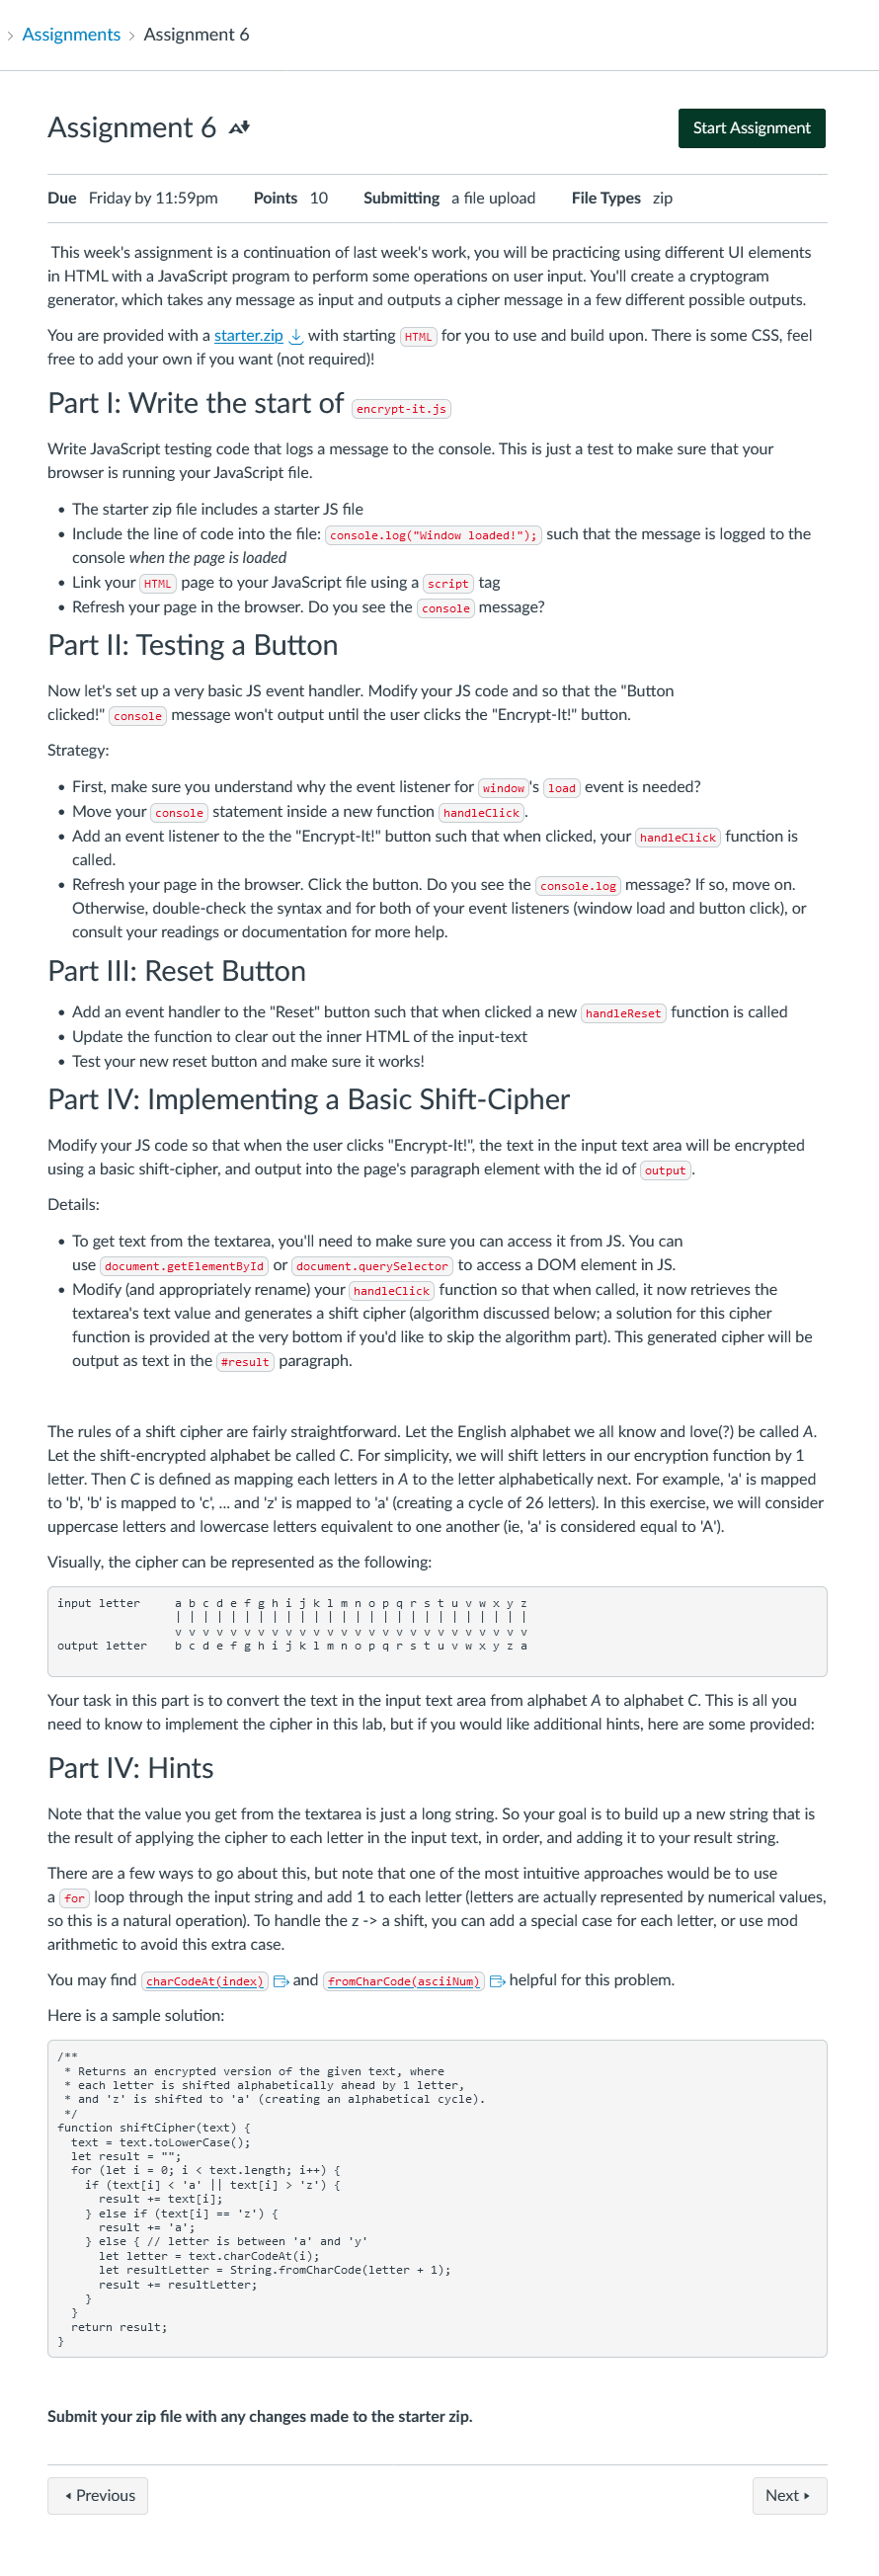 Assignments > Assignment 6
Assignment 6
Start Assignment
Due Friday by 11:59pm Points 10 Submitting a file upload File Types zip
This week's assignment is a continuation of last week's work, you will be practicing using different UI elements
in HTML with a JavaScript program to perform some operations on user input. You'll create a cryptogram
generator, which takes any message as input and outputs a cipher message in a few different possible outputs.
You are provided with a starter.zip with starting HTML for you to use and build upon. There is some CSS, feel
free to add your own if you want (not required)!
Part I: Write the start of encrypt-it.js
Write JavaScript testing code that logs a message to the console. This is just a test to make sure that your
browser is running your JavaScript file.
• The starter zip file includes a starter JS file
• Include the line of code into the file: console.log("Window loaded!"); such that the message is logged to the
console when the page is loaded
• Link your HTML page to your JavaScript file using a script tag
• Refresh your page in the browser. Do you see the console message?
Part II: Testing a Button
Now let's set up a very basic JS event handler. Modify your JS code and so that the "Button
clicked!" console message won't output until the user clicks the "Encrypt-It!" button.
Strategy:
• First, make sure you understand why the event listener for window's load event is needed?
• Move your console statement inside a new function handleClick.
• Add an event listener to the the "Encrypt-It!" button such that when clicked, your handleClick function is
called.
• Refresh your page in the browser. Click the button. Do you see the console.log message? If so, move on.
Otherwise, double-check the syntax and for both of your event listeners (window load and button click), or
consult your readings or documentation for more help.
Part III: Reset Button
• Add an event handler to the "Reset" button such that when clicked a new handleReset function is called
• Update the function to clear out the inner HTML of the input-text
• Test your new reset button and make sure it works!
Part IV: Implementing a Basic Shift-Cipher
Modify your JS code so that when the user clicks "Encrypt-It!", the text in the input text area will be encrypted
using a basic shift-cipher, and output into the page's paragraph element with the id of output.
Details:
• To get text from the textarea, you'll need to make sure you can access it from JS. You can
use document.getElementById or document.querySelector to access a DOM element in JS.
• Modify (and appropriately rename) your handleClick function so that when called, it now retrieves the
textarea's text value and generates a shift cipher (algorithm discussed below; a solution for this cipher
function is provided at the very bottom if you'd like to skip the algorithm part). This generated cipher will be
output as text in the #result paragraph.
The rules of a shift cipher are fairly straightforward. Let the English alphabet we all know and love(?) be called A.
Let the shift-encrypted alphabet be called C. For simplicity, we will shift letters in our encryption function by 1
letter. Then C is defined as mapping each letters in A to the letter alphabetically next. For example, 'a' is mapped
to 'b', 'b' is mapped to 'c', ... and 'z' is mapped to 'a' (creating a cycle of 26 letters). In this exercise, we will consider
uppercase letters and lowercase letters equivalent to one another (ie, 'a' is considered equal to 'A').
Visually, the cipher can be represented as the following:
input letter     a b c d e f g h i j k l m n o p q r s t u v w x y z
                 | | | | | | | | | | | | | | | | | | | | | | | | | |
                 v v v v v v v v v v v v v v v v v v v v v v v v v v
output letter    b c d e f g h i j k l m n o p q r s t u v w x y z a
Your task in this part is to convert the text in the input text area from alphabet A to alphabet C. This is all you
need to know to implement the cipher in this lab, but if you would like additional hints, here are some provided:
Part IV: Hints
Note that the value you get from the textarea is just a long string. So your goal is to build up a new string that is
the result of applying the cipher to each letter in the input text, in order, and adding it to your result string.
There are a few ways to go about this, but note that one of the most intuitive approaches would be to use
a for loop through the input string and add 1 to each letter (letters are actually represented by numerical values,
so this is a natural operation). To handle the z -> a shift, you can add a special case for each letter, or use mod
arithmetic to avoid this extra case.
You may find charCodeAt(index) and fromCharCode(asciiNum) helpful for this problem.
Here is a sample solution:
/**
 * Returns an encrypted version of the given text, where
 * each letter is shifted alphabetically ahead by 1 letter,
 * and 'z' is shifted to 'a' (creating an alphabetical cycle).
 */
function shiftCipher(text) {
  text = text.toLowerCase();
  let result = "";
  for (let i = 0; i < text.length; i++) {
    if (text[i] < 'a' || text[i] > 'z') {
      result += text[i];
    } else if (text[i] == 'z') {
      result += 'a';
    } else { // letter is between 'a' and 'y'
      let letter = text.charCodeAt(i);
      let resultLetter = String.fromCharCode(letter + 1);
      result += resultLetter;
    }
  }
  return result;
}
Submit your zip file with any changes made to the starter zip.
Previous
Next